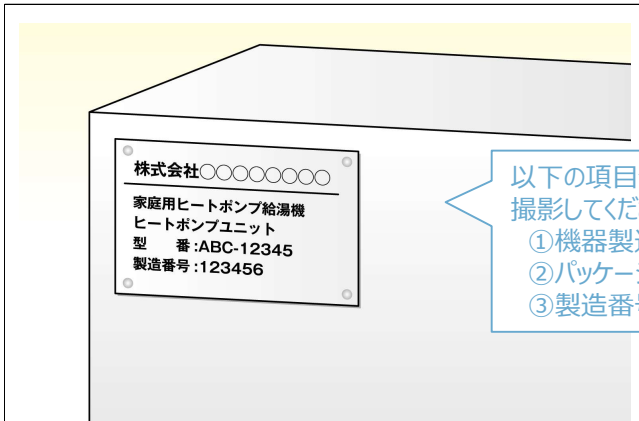 株式会社○○○○○○○○
家庭用ヒートポンプ給湯機
ヒートポンプユニット
型　　番:ABC-12345
製造番号:123456
以下の項目
撮影してくだ
①機器製
②パッケー
③製造番